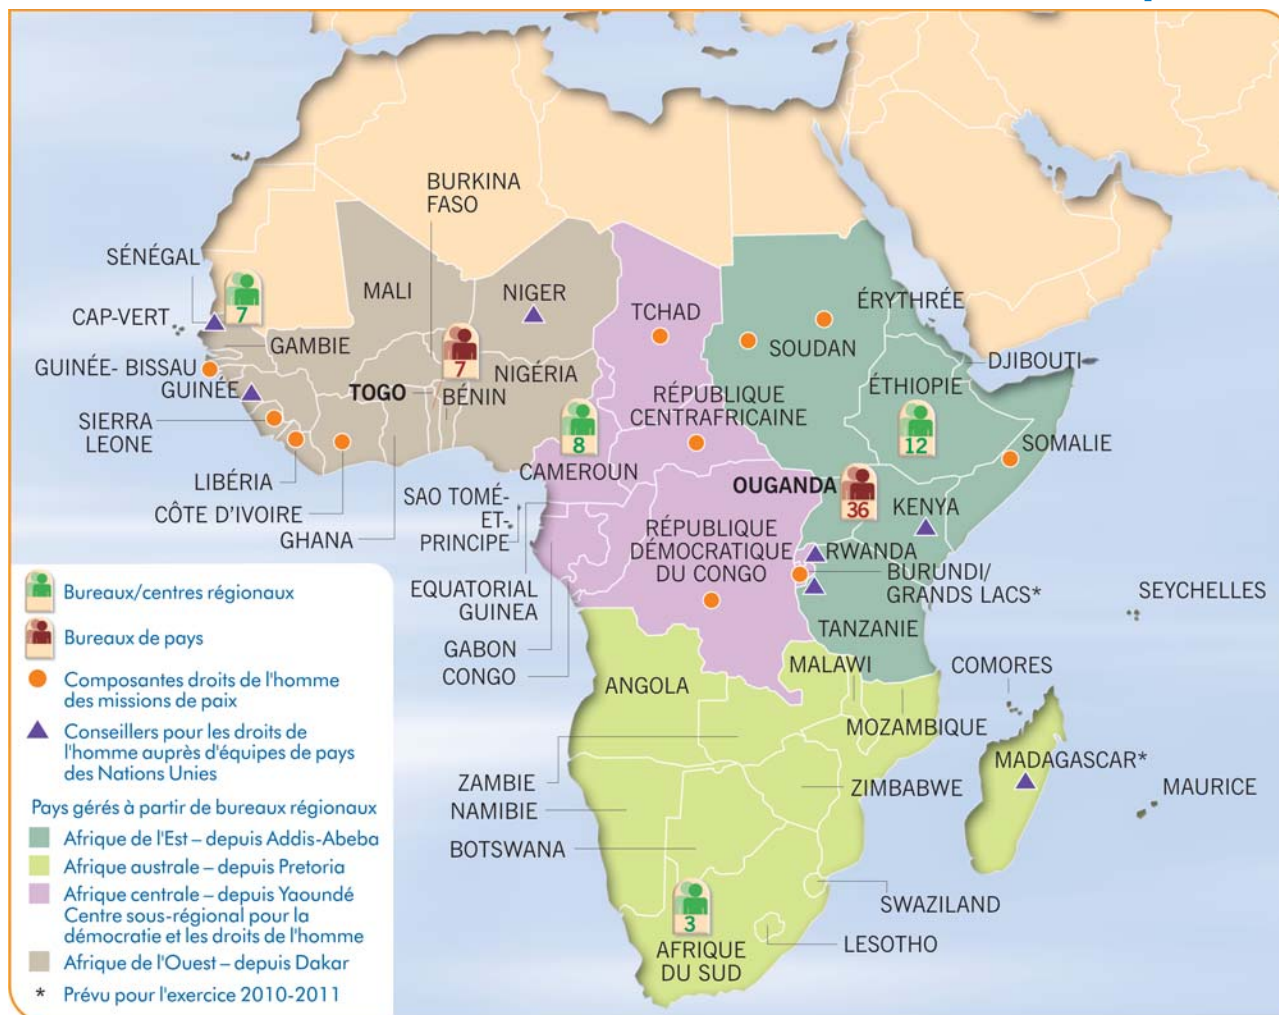 BURKINA
FASO
SÉNÉGAL
7
MALI
NIGER
TCHAD
ÉRYTHRÉE
CAP-VERT
GAMBIE
SOUDAN
DJIBOUTI
GUINÉE- BISSAU
7
NIGÉRIA
ÉTHIOPIE
GUINÉE
TOGO
BÉNIN
RÉPUBLIQUE
CENTRAFRICAINE
12
SIERRA
LEONE
8
SOMALIE
CAMEROUN
LIBÉRIA
OUGANDA
36
KENYA
SAO TOMÉ-
ET-
PRINCIPE
CÔTE D'IVOIRE
GHANA
RÉPUBLIQUE
DÉMOCRATIQUE
DU CONGO
RWANDA
BURUNDI/
GRANDS LACS*
EQUATORIAL
GUINEA
SEYCHELLES
GABON
CONGO
TANZANIE
MALAWI
COMORES
ANGOLA
MOZAMBIQUE
MADAGASCAR*
MAURICE
ZAMBIE
ZIMBABWE
NAMIBIE
BOTSWANA
SWAZILAND
3
LESOTHO
AFRIQUE
DU SUD
Bureaux/centres régionaux
Bureaux de pays
Composantes droits de l'homme
des missions de paix
Conseillers pour les droits de
l'homme auprès d'équipes de pays
des Nations Unies
Pays gérés à partir de bureaux régionaux
Afrique de l'Est – depuis Addis-Abeba
Afrique australe – depuis Pretoria
Afrique centrale – depuis Yaoundé
Centre sous-régional pour la
démocratie et les droits de l'homme
Afrique de l'Ouest – depuis Dakar
* Prévu pour l'exercice 2010-2011